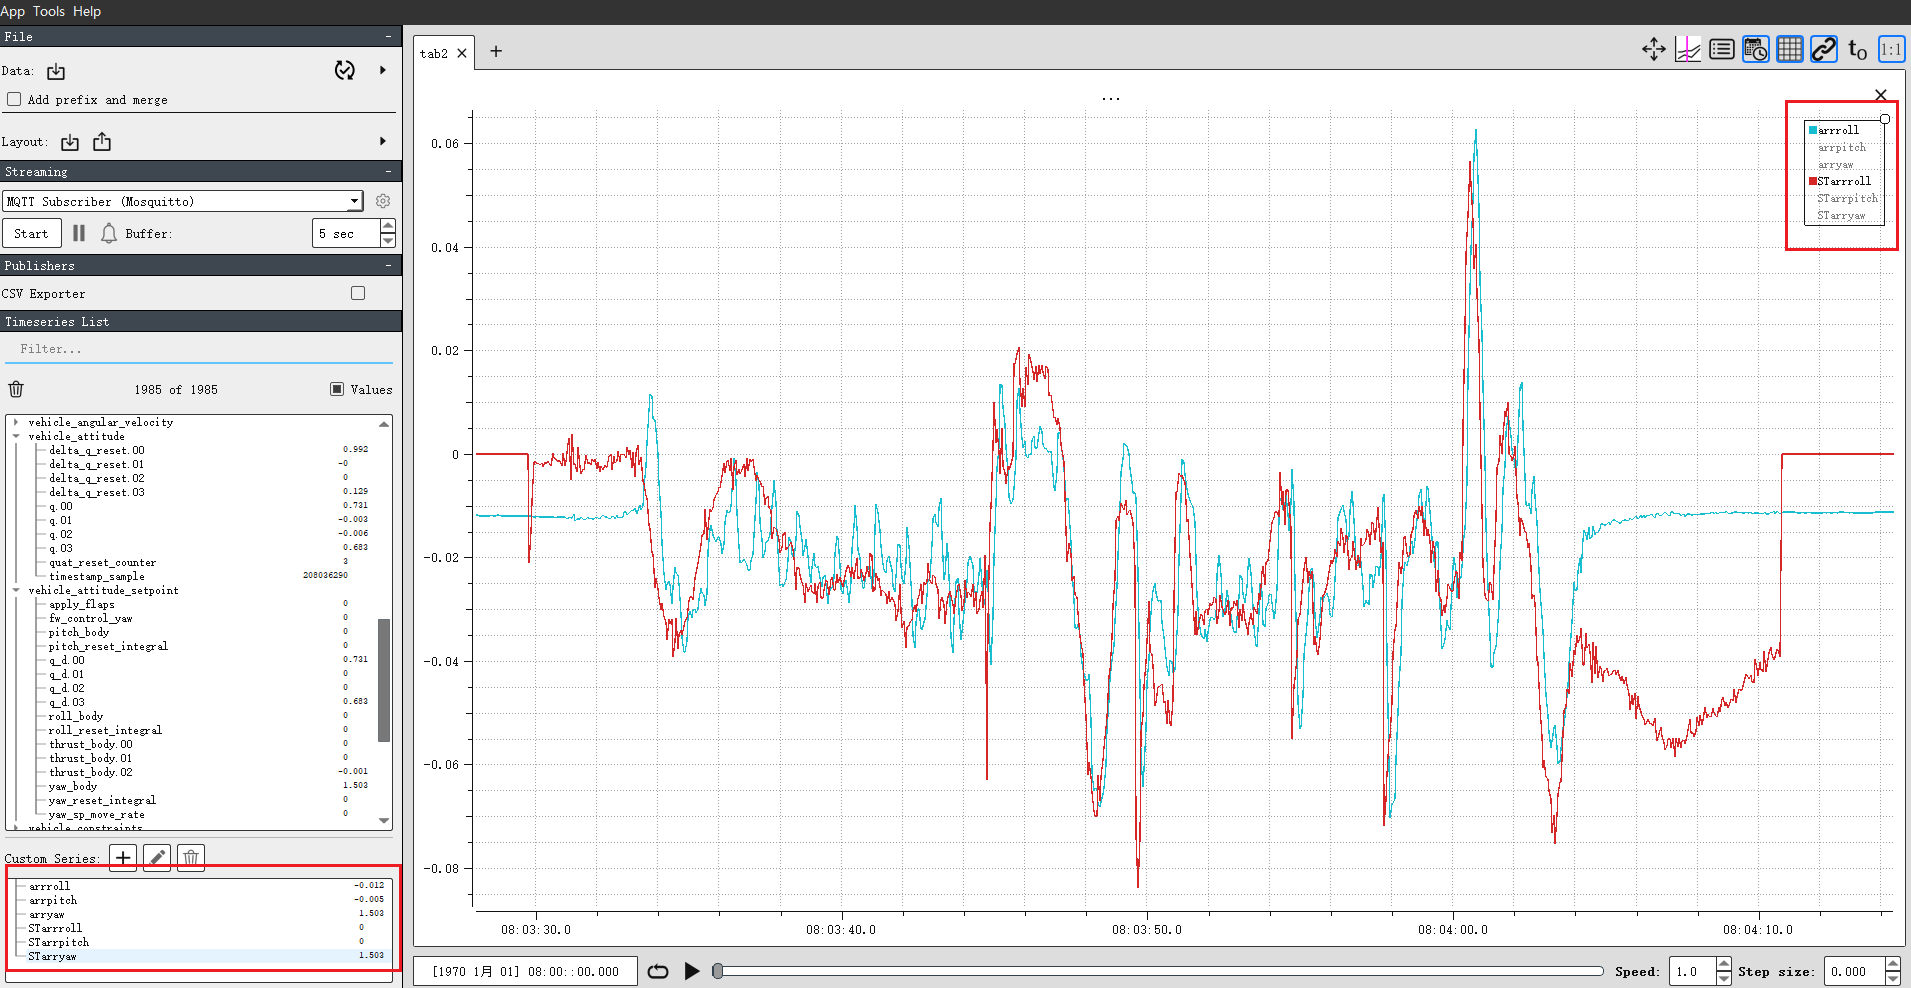 App Tools Help
File -
Data:
Add prefix and merge
Layout:
Streaming -
MQTT Subscriber (Mosquitto)
Start Buffer: 5 sec
Publishers -
CSV Exporter
Timeseries List
Filter...
1985 of 1985 Values
vehicle_angular_velocity
vehicle_attitude
delta_q_reset.00 0.992
delta_q_reset.01 -0
delta_q_reset.02 0
delta_q_reset.03 0.129
q.00 0.731
q.01 -0.003
q.02 -0.006
q.03 0.683
quat_reset_counter 3
timestamp_sample 208036290
vehicle_attitude_setpoint
apply_flaps 0
fw_control_yaw 0
pitch_body 0
pitch_reset_integral 0
q_d.00 0.731
q_d.01 0
q_d.02 0
q_d.03 0.683
roll_body 0
roll_reset_integral 0
thrust_body.00 0
thrust_body.01 0
thrust_body.02 -0.001
yaw_body 1.503
yaw_reset_integral 0
yaw_sp_move_rate 0
vehicle_constraints
Custom Series:
arrroll -0.012
arrpitch -0.005
arryaw 1.503
STarrroll 0
STarrpitch 0
STarryaw 1.503
tab2
t0 1:1
...
arrroll
arrpitch
arryaw
STarrroll
STarrpitch
STarryaw
0.06
0.04
0.02
0
-0.02
-0.04
-0.06
-0.08
08:03:30.0 08:03:40.0 08:03:50.0 08:04:00.0 08:04:10.0
[1970 1月 01] 08:00::00.000 Speed: 1.0 Step size: 0.000